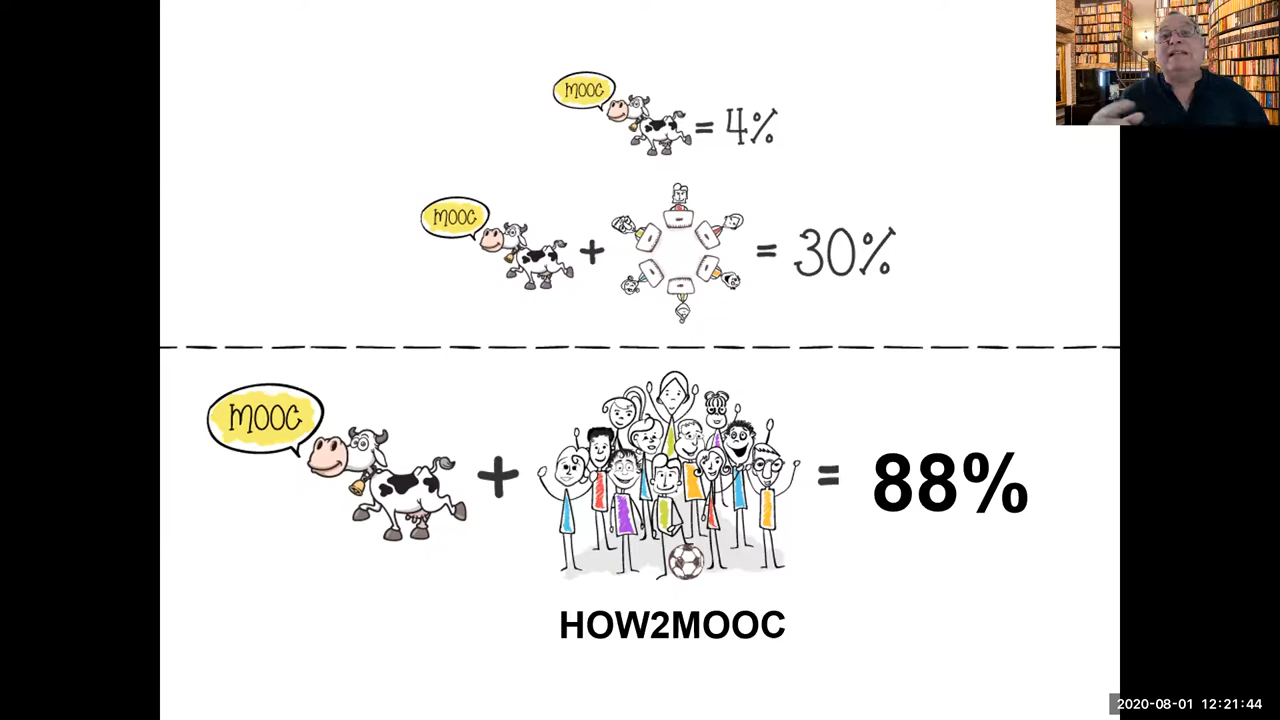 MOOC
= 4%
MOOC
+
= 30%
MOOC
+
= 88%
HOW2MOOC
2020-08-01 12:21:44